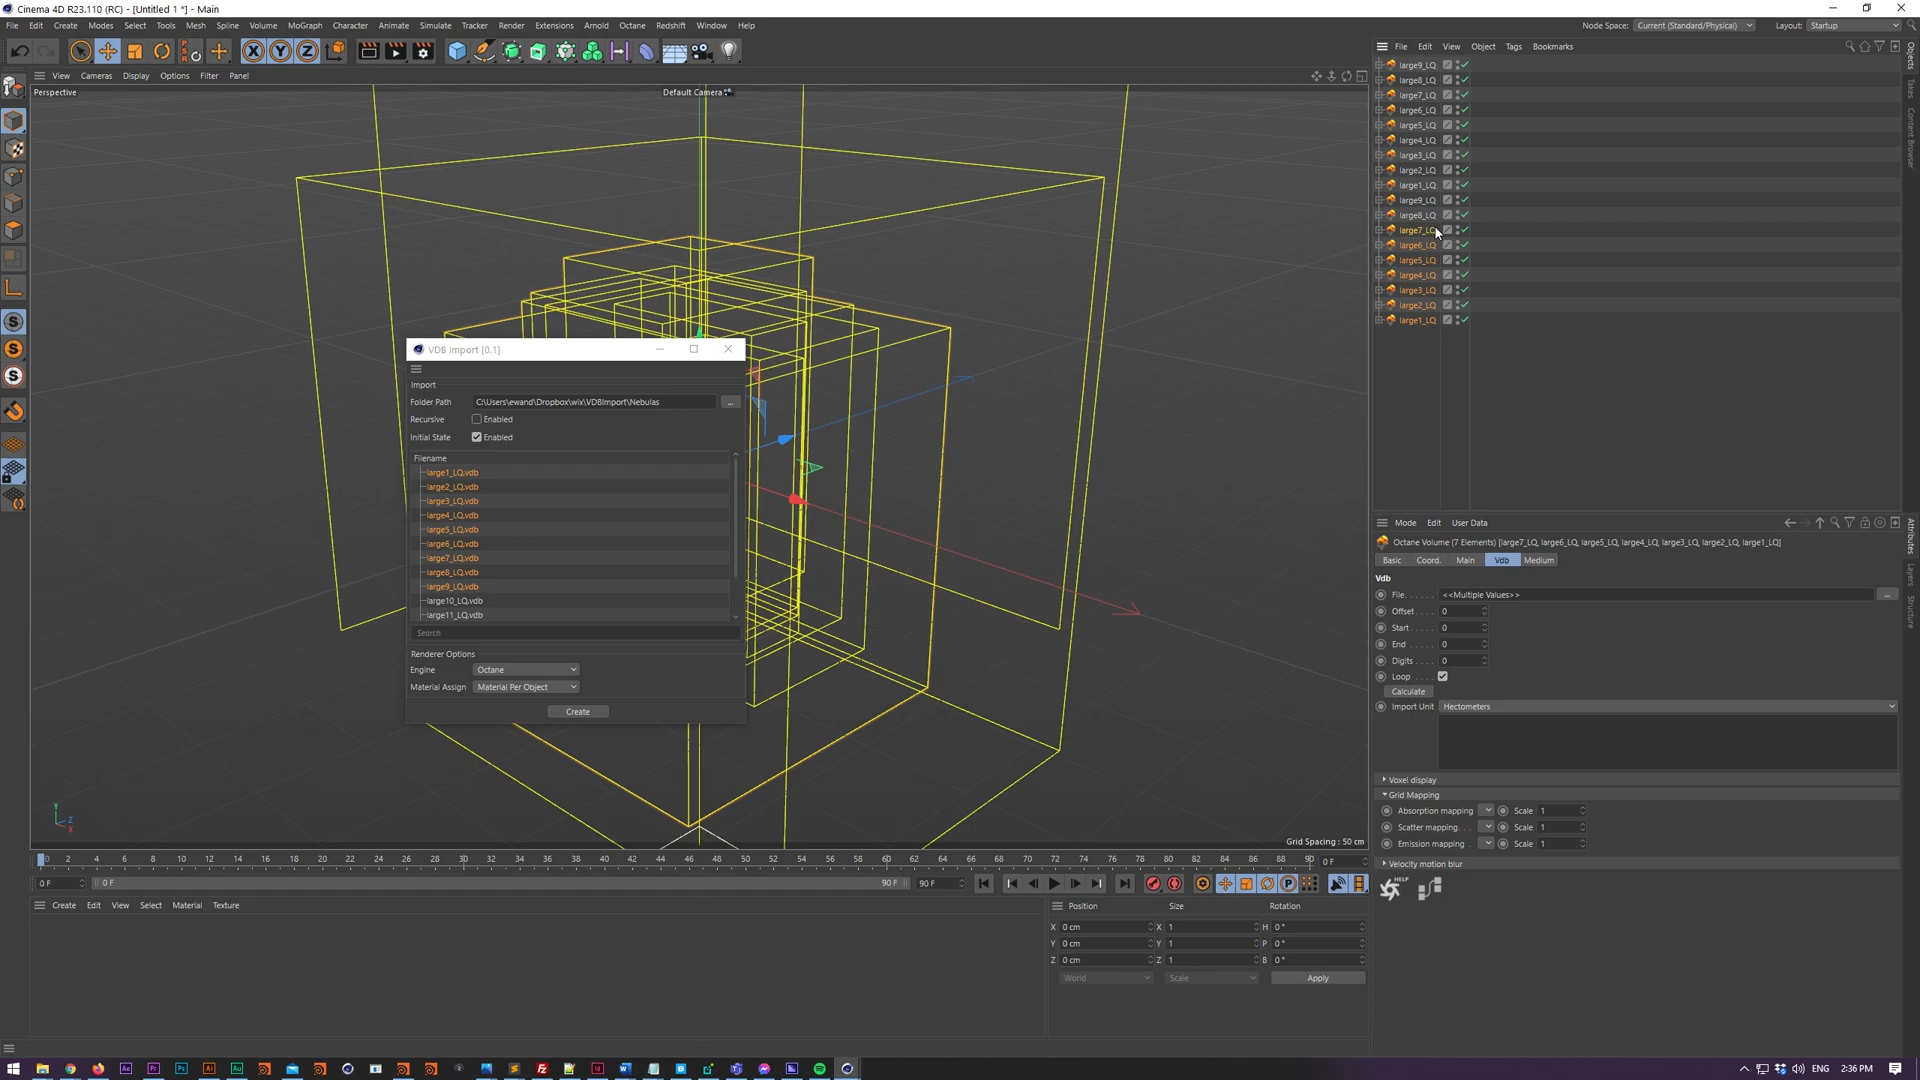 Cinema 4D R23.110 (RC) - [Untitled 1 *] - Main
File Edit Create Modes Select Tools Mesh Spline Volume MoGraph Character Animate Simulate Tracker Render Extensions Arnold Octane Redshift Window Help
Node Space: Current (Standard/Physical) Layout: Startup
View Cameras Display Options Filter Panel
Perspective
Default Camera
File Edit View Object Tags Bookmarks
large9_LQ
large8_LQ
large7_LQ
large6_LQ
large5_LQ
large4_LQ
large3_LQ
large2_LQ
large1_LQ
large9_LQ
large8_LQ
large7_LQ
large6_LQ
large5_LQ
large4_LQ
large3_LQ
large2_LQ
large1_LQ
Objects
Takes
Content Browser
VDB Import [0.1]
Import
Folder Path C:\Users\ewand\Dropbox\wix\VDBImport\Nebulas ...
Recursive Enabled
Initial State Enabled
Filename
large1_LQ.vdb
large2_LQ.vdb
large3_LQ.vdb
large4_LQ.vdb
large5_LQ.vdb
large6_LQ.vdb
large7_LQ.vdb
large8_LQ.vdb
large9_LQ.vdb
large10_LQ.vdb
large11_LQ.vdb
Search
Renderer Options
Engine Octane
Material Assign Material Per Object
Create
Mode Edit User Data
Octane Volume (7 Elements) [large7_LQ, large6_LQ, large5_LQ, large4_LQ, large3_LQ, large2_LQ, large1_LQ]
Basic Coord. Main Vdb Medium
Vdb
File <<Multiple Values>> ...
Offset 0
Start 0
End 0
Digits 0
Loop
Calculate
Import Unit Hectometers
Voxel display
Grid Mapping
Absorption mapping Scale 1
Scatter mapping Scale 1
Emission mapping Scale 1
Velocity motion blur
HELP
Attributes
Layers
Structure
Y Z X
Grid Spacing : 50 cm
0 2 4 6 8 10 12 14 16 18 20 22 24 26 28 30 32 34 36 38 40 42 44 46 48 50 52 54 56 58 60 62 64 66 68 70 72 74 76 78 80 82 84 86 88 90 0 F
0 F 0 F 90 F 90 F
Create Edit View Select Material Texture
Position Size Rotation
X 0 cm X 1 H 0 °
Y 0 cm Y 1 P 0 °
Z 0 cm Z 1 B 0 °
World Scale Apply
ENG 2:36 PM